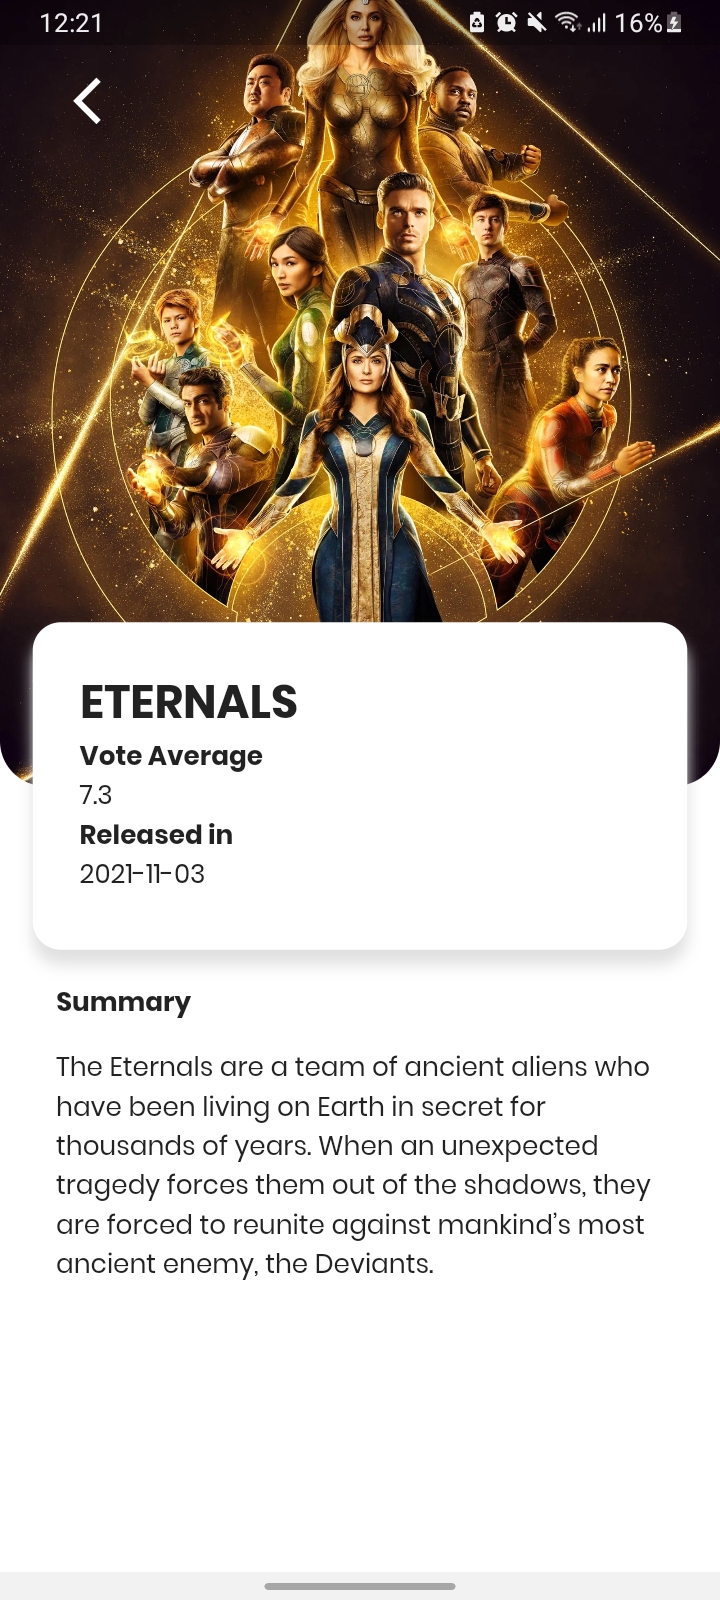 12:21
16%
ETERNALS
Vote Average
7.3
Released in
2021-11-03
Summary
The Eternals are a team of ancient aliens who
have been living on Earth in secret for
thousands of years. When an unexpected
tragedy forces them out of the shadows, they
are forced to reunite against mankind’s most
ancient enemy, the Deviants.